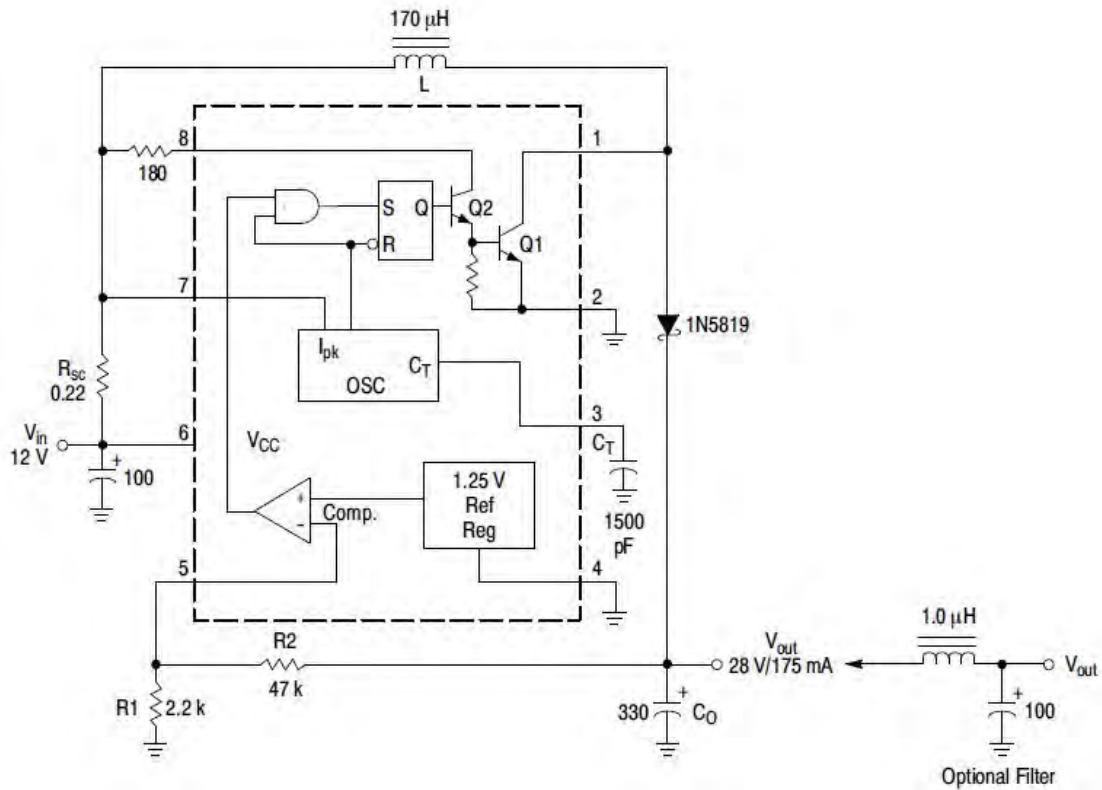 170 μH
L
8
1
180
S
Q
Q2
R
Q1
7
2
1N5819
Ipk
CT
OSC
Rsc
0.22
3
Vin
12 V
6
VCC
CT
100
1.25 V
Ref
Reg
+
Comp.
–
1500
pF
5
4
1.0 μH
R2
47 k
Vout
28 V/175 mA
Vout
R1
2.2 k
330
+
CO
+
100
+
Optional Filter